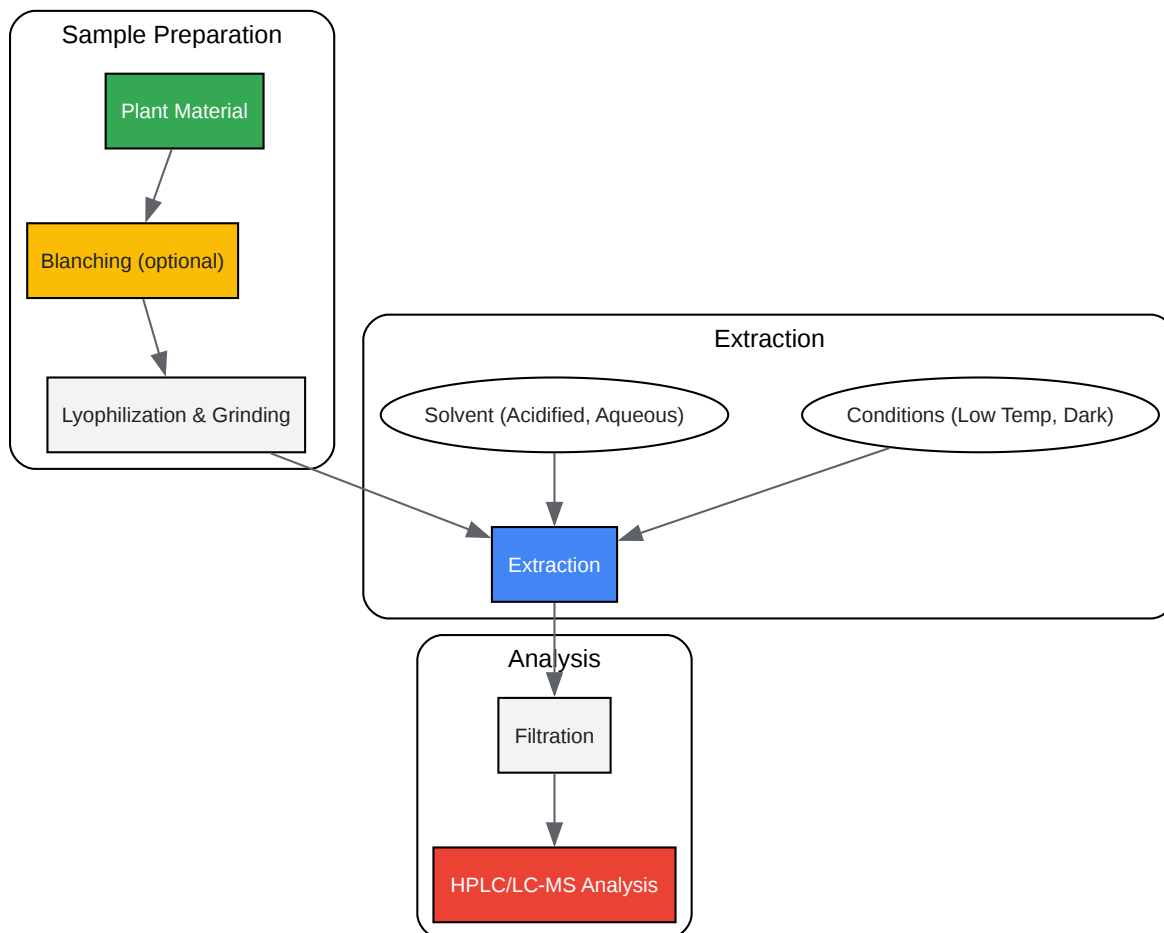 Sample Preparation
Plant Material
Blanching (optional)
Lyophilization & Grinding
Extraction
Solvent (Acidified, Aqueous)
Conditions (Low Temp, Dark)
Extraction
Analysis
Filtration
HPLC/LC-MS Analysis